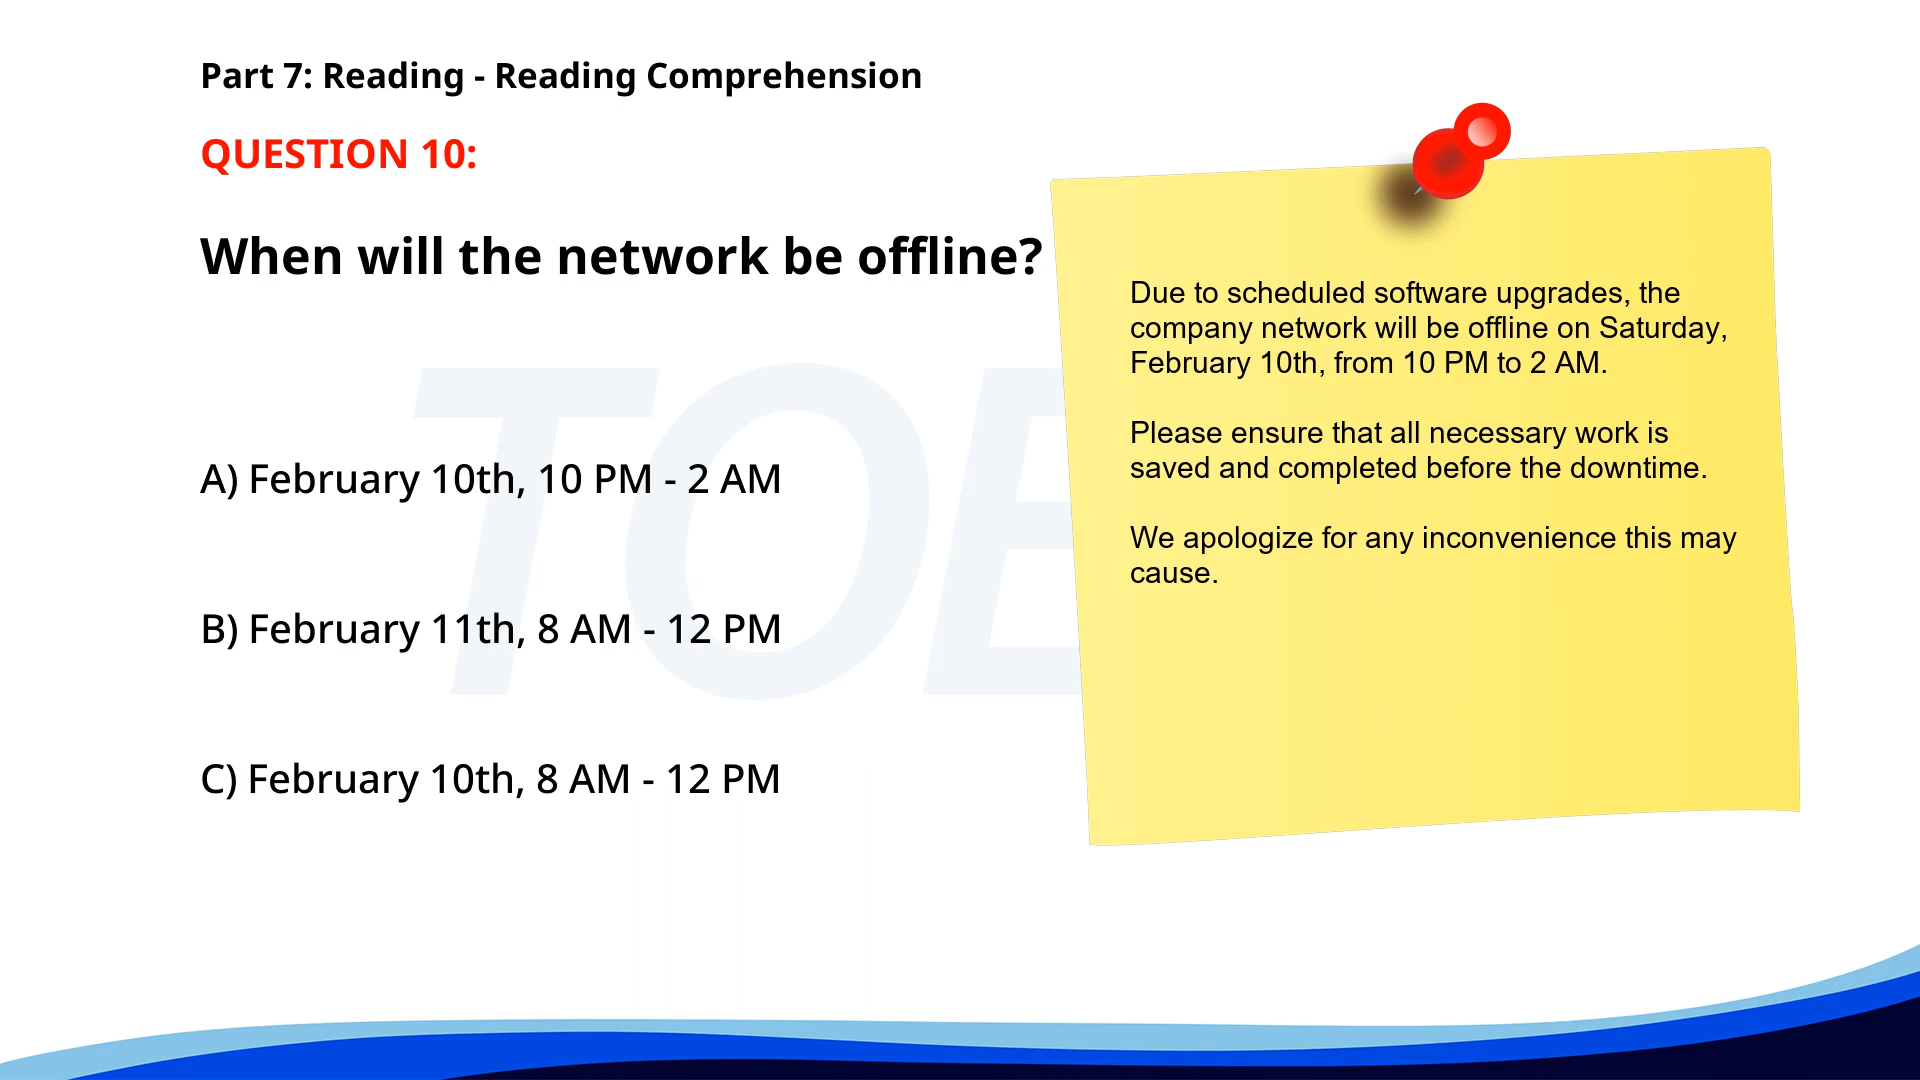 Part 7: Reading - Reading Comprehension
QUESTION 10:
When will the network be offline?
A) February 10th, 10 PM - 2 AM
B) February 11th, 8 AM - 12 PM
C) February 10th, 8 AM - 12 PM
Due to scheduled software upgrades, the
company network will be offline on Saturday,
February 10th, from 10 PM to 2 AM.
Please ensure that all necessary work is
saved and completed before the downtime.
We apologize for any inconvenience this may
cause.